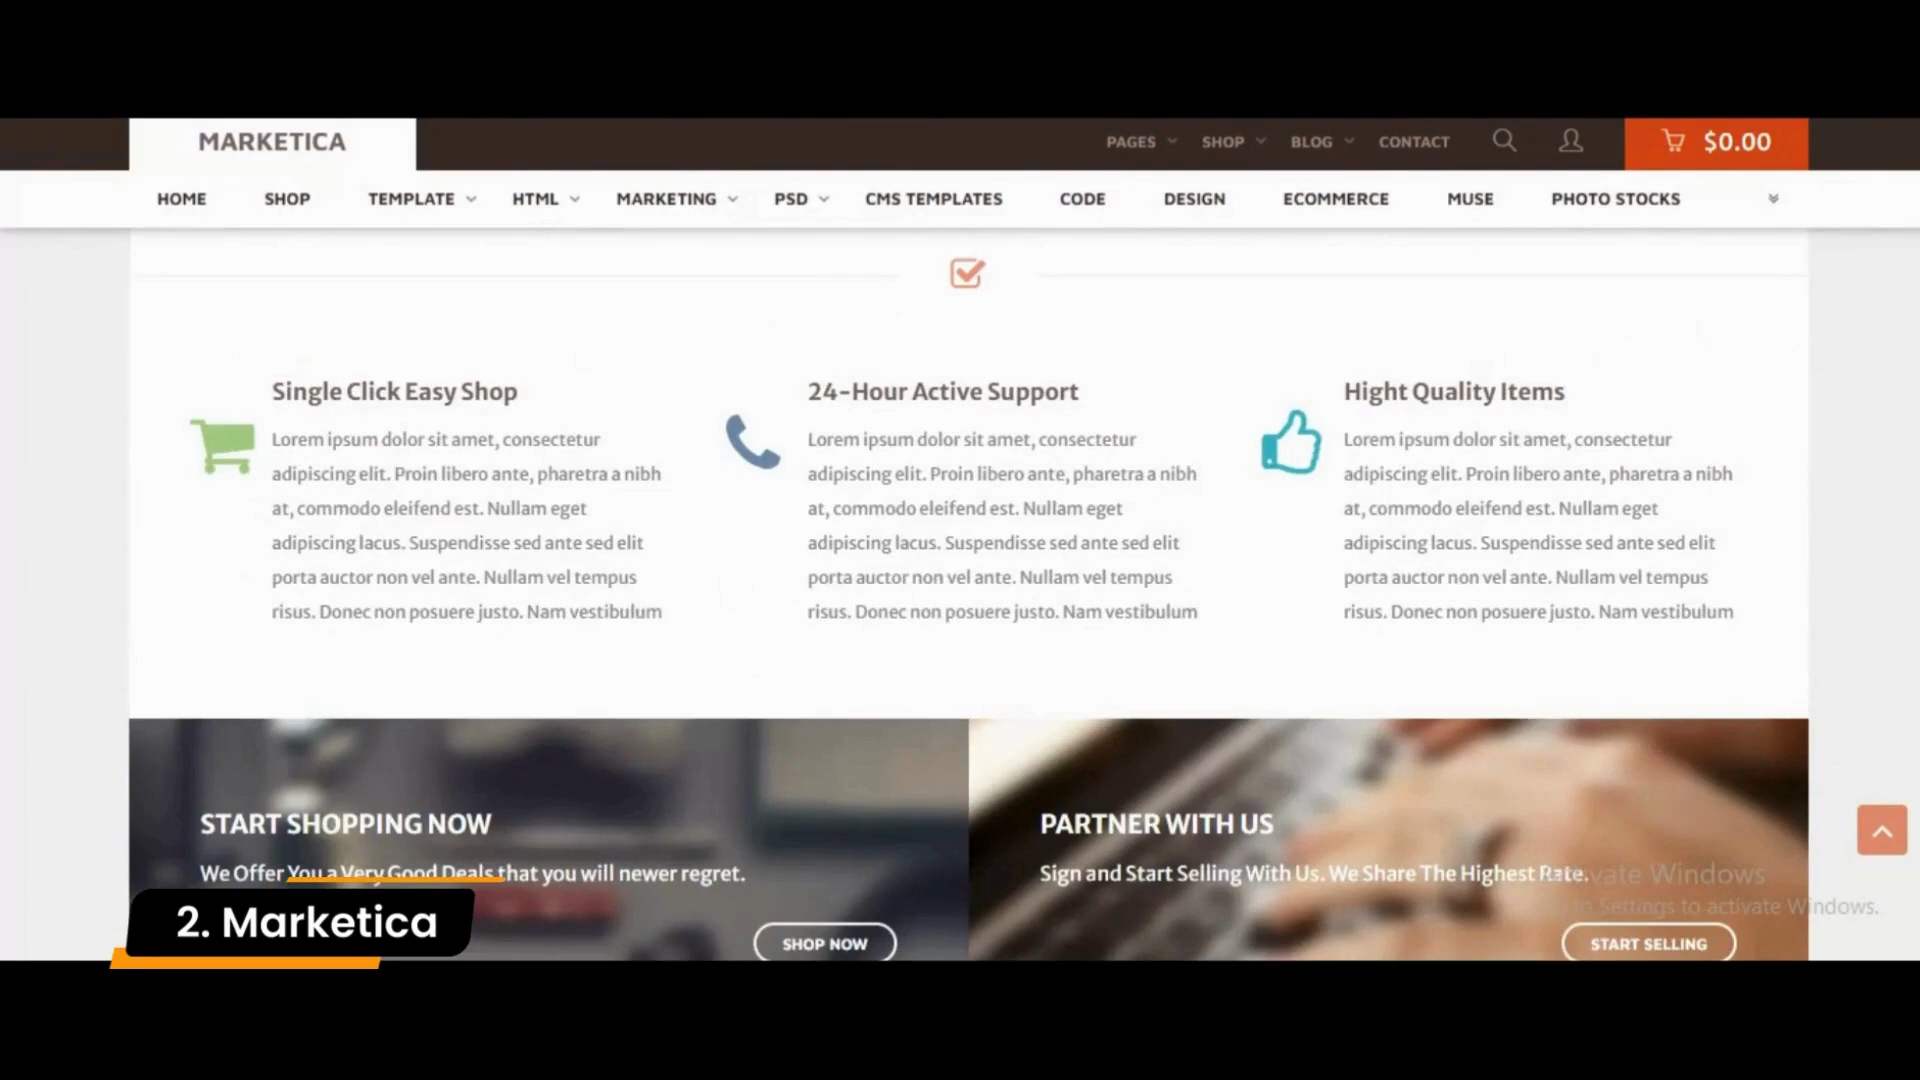 MARKETICA
PAGES SHOP BLOG CONTACT $0.00
HOME SHOP TEMPLATE HTML MARKETING PSD CMS TEMPLATES CODE DESIGN ECOMMERCE MUSE PHOTO STOCKS
Single Click Easy Shop
Lorem ipsum dolor sit amet, consectetur
adipiscing elit. Proin libero ante, pharetra a nibh
at, commodo eleifend est. Nullam eget
adipiscing lacus. Suspendisse sed ante sed elit
porta auctor non vel ante. Nullam vel tempus
risus. Donec non posuere justo. Nam vestibulum
24-Hour Active Support
Lorem ipsum dolor sit amet, consectetur
adipiscing elit. Proin libero ante, pharetra a nibh
at, commodo eleifend est. Nullam eget
adipiscing lacus. Suspendisse sed ante sed elit
porta auctor non vel ante. Nullam vel tempus
risus. Donec non posuere justo. Nam vestibulum
Hight Quality Items
Lorem ipsum dolor sit amet, consectetur
adipiscing elit. Proin libero ante, pharetra a nibh
at, commodo eleifend est. Nullam eget
adipiscing lacus. Suspendisse sed ante sed elit
porta auctor non vel ante. Nullam vel tempus
risus. Donec non posuere justo. Nam vestibulum
START SHOPPING NOW
We Offer You a Very Good Deals that you will newer regret.
SHOP NOW
PARTNER WITH US
Sign and Start Selling With Us. We Share The Highest Rate.
START SELLING
Windows
to Settings to activate Windows.
2. Marketica